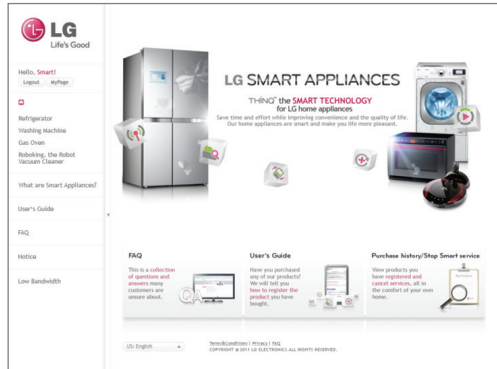 LG
Life's Good
Hello, Smart!
Logout MyPage
Refrigerator
Washing Machine
Gas Oven
Roboking, the Robot
Vacuum Cleaner
What are Smart Appliances?
User's Guide
FAQ
Notice
Low Bandwidth
LG SMART APPLIANCES
THINQ™ the SMART TECHNOLOGY
for LG home appliances
Save time and effort while improving convenience and the quality of life.
Our home appliances are smart and make you life more pleasant.
FAQ
This is a collection
of questions and
answers many
customers are
unsure about.
User's Guide
Have you purchased
any of our products?
We will tell you
how to register the
product you have
bought.
Purchase history/Stop Smart service
View products you
have registered and
cancel services, all in
the comfort of your own
home.
US: English
Terms&Conditions | Privacy | FAQ
COPYRIGHT © 2011 LG ELECTRONICS. ALL RIGHTS RESERVED.